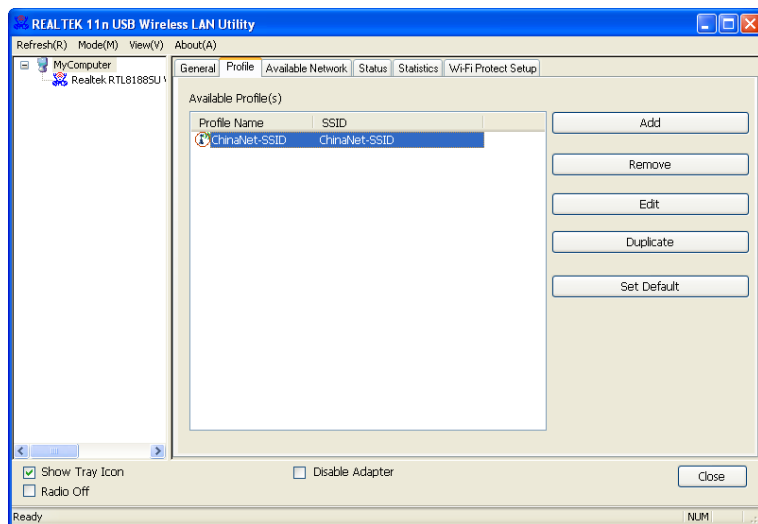 REALTEK 11n USB Wireless LAN Utility
Refresh(R) Mode(M) View(V) About(A)
MyComputer
Realtek RTL8188SU
General Profile Available Network Status Statistics Wi-Fi Protect Setup
Available Profile(s)
Profile Name SSID
ChinaNet-SSID ChinaNet-SSID
Add
Remove
Edit
Duplicate
Set Default
Show Tray Icon Disable Adapter Close
Radio Off
Ready NUM